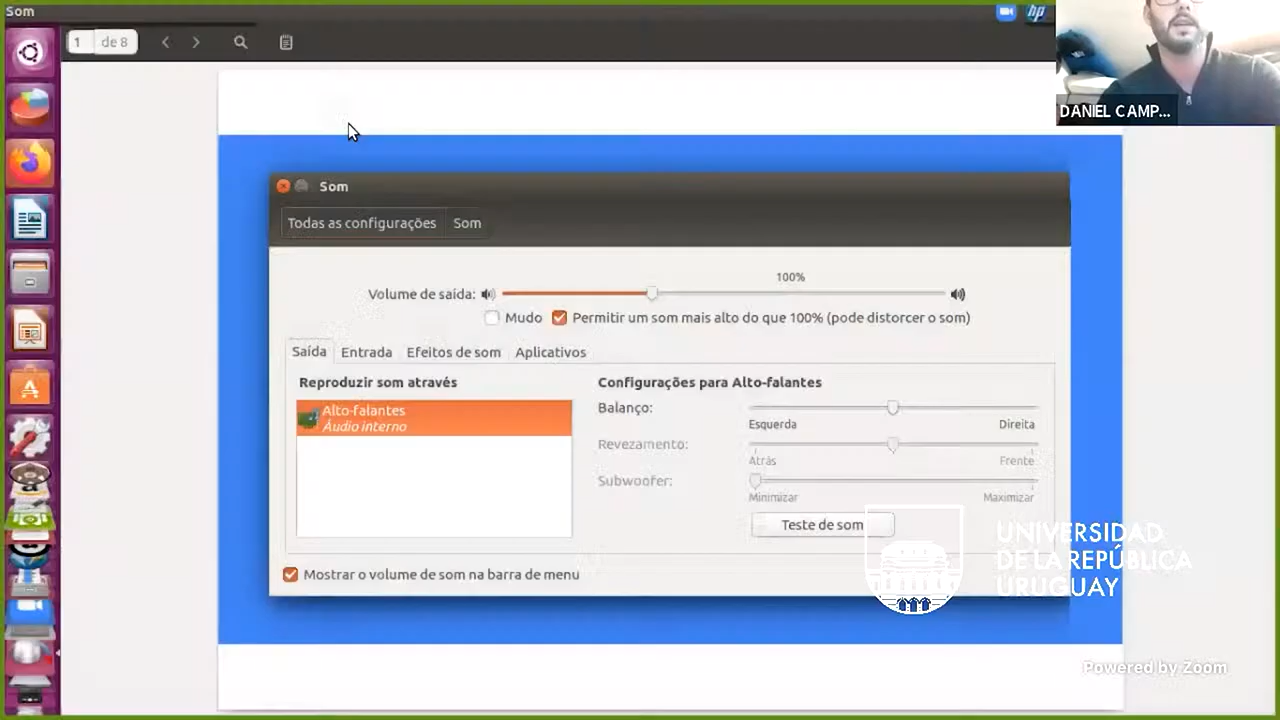 Som
1 de 8
hp
DANIEL CAMP...
Som
Todas as configurações Som
100%
Volume de saída:
Mudo Permitir um som mais alto do que 100% (pode distorcer o som)
Saída Entrada Efeitos de som Aplicativos
Reproduzir som através
Configurações para Alto-falantes
Alto-falantes
Áudio interno
Balanço:
Esquerda Direita
Revezamento:
Atrás Frente
Subwoofer:
Minimizar Maximizar
Teste de som
Mostrar o volume de som na barra de menu
UNIVERSIDAD
DE LA REPÚBLICA
URUGUAY
Powered by Zoom